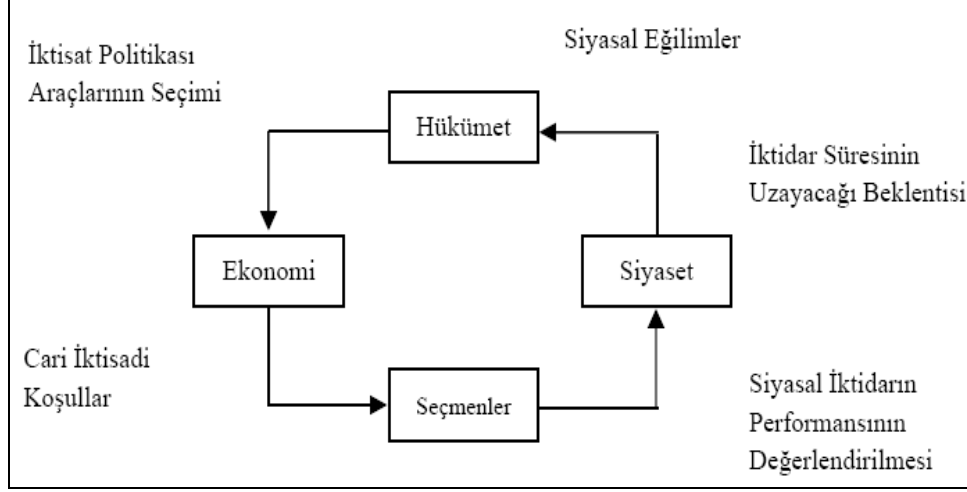 Siyasal Eğilimler
İktisat Politikası
Araçlarının Seçimi
Hükümet
İktidar Süresinin
Uzayacağı Beklentisi
Ekonomi
Siyaset
Cari İktisadi
Koşullar
Seçmenler
Siyasal İktidarın
Performansının
Değerlendirilmesi